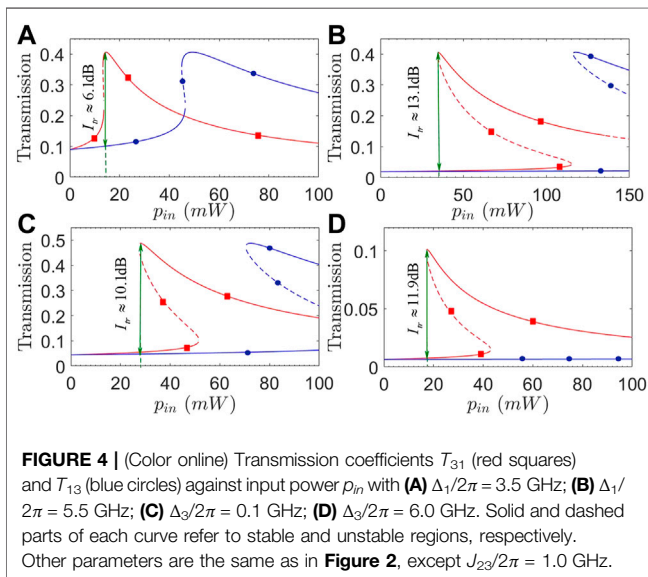 A
B
Transmission
0.4
0.3
0.2
0.1
0
I_tr ≈ 6.1dB
0 20 40 60 80 100
p_in (mW)
Transmission
0.4
0.3
0.2
0.1
0
I_tr ≈ 13.1dB
0 50 100 150
p_in (mW)
C
D
Transmission
0.5
0.4
0.3
0.2
0.1
0
I_tr ≈ 10.1dB
0 20 40 60 80 100
p_in (mW)
Transmission
0.1
0.05
0
I_tr ≈ 11.9dB
0 20 40 60 80 100
p_in (mW)
FIGURE 4 | (Color online) Transmission coefficients T31 (red squares)
and T13 (blue circles) against input power p_in with (A) Δ1/2π = 3.5 GHz; (B) Δ1/
2π = 5.5 GHz; (C) Δ3/2π = 0.1 GHz; (D) Δ3/2π = 6.0 GHz. Solid and dashed
parts of each curve refer to stable and unstable regions, respectively.
Other parameters are the same as in Figure 2, except J23/2π = 1.0 GHz.